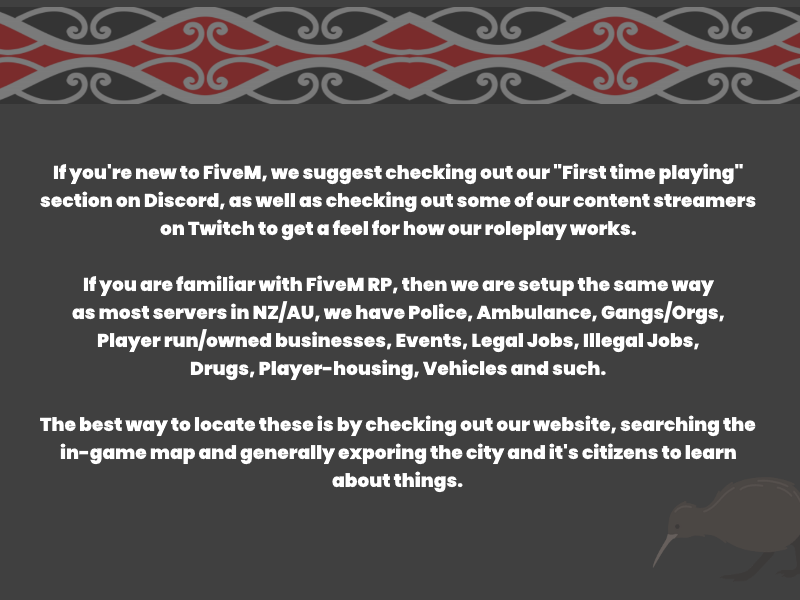 If you're new to FiveM, we suggest checking out our "First time playing"
section on Discord, as well as checking out some of our content streamers
on Twitch to get a feel for how our roleplay works.
If you are familiar with FiveM RP, then we are setup the same way
as most servers in NZ/AU, we have Police, Ambulance, Gangs/Orgs,
Player run/owned businesses, Events, Legal Jobs, Illegal Jobs,
Drugs, Player-housing, Vehicles and such.
The best way to locate these is by checking out our website, searching the
in-game map and generally exporing the city and it's citizens to learn
about things.